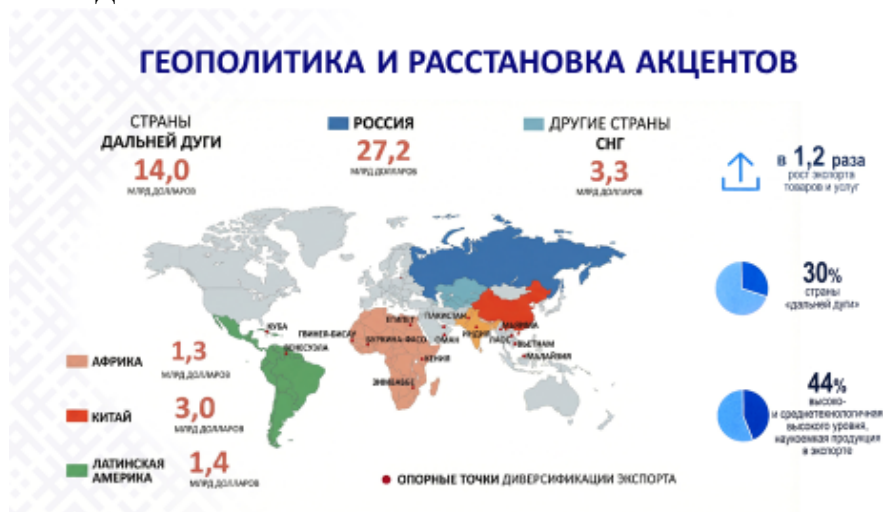 ГЕОПОЛИТИКА И РАССТАНОВКА АКЦЕНТОВ
СТРАНЫ
ДАЛЬНЕЙ ДУГИ
14,0
МЛРД ДОЛЛАРОВ
РОССИЯ
27,2
МЛРД ДОЛЛАРОВ
ДРУГИЕ СТРАНЫ
СНГ
3,3
МЛРД ДОЛЛАРОВ
в 1,2 раза
рост экспорта
товаров и услуг
30%
страны
«дальней дуги»
44%
высоко-
и среднетехнологичная
высокого уровня,
наукоемкая продукция
в экспорте
КУБА
ВЕНЕСУЭЛА
ГВИНЕЯ-БИСАУ
ЕГИПЕТ
БУРКИНА-ФАСО
КЕНИЯ
ЗИМБАБВЕ
ПАКИСТАН
ОМАН
ИНДИЯ
ЛАОС
ВЬЕТНАМ
МАЛАЙЗИЯ
АФРИКА
1,3
МЛРД ДОЛЛАРОВ
КИТАЙ
3,0
МЛРД ДОЛЛАРОВ
ЛАТИНСКАЯ
АМЕРИКА
1,4
МЛРД ДОЛЛАРОВ
ОПОРНЫЕ ТОЧКИ ДИВЕРСИФИКАЦИИ ЭКСПОРТА